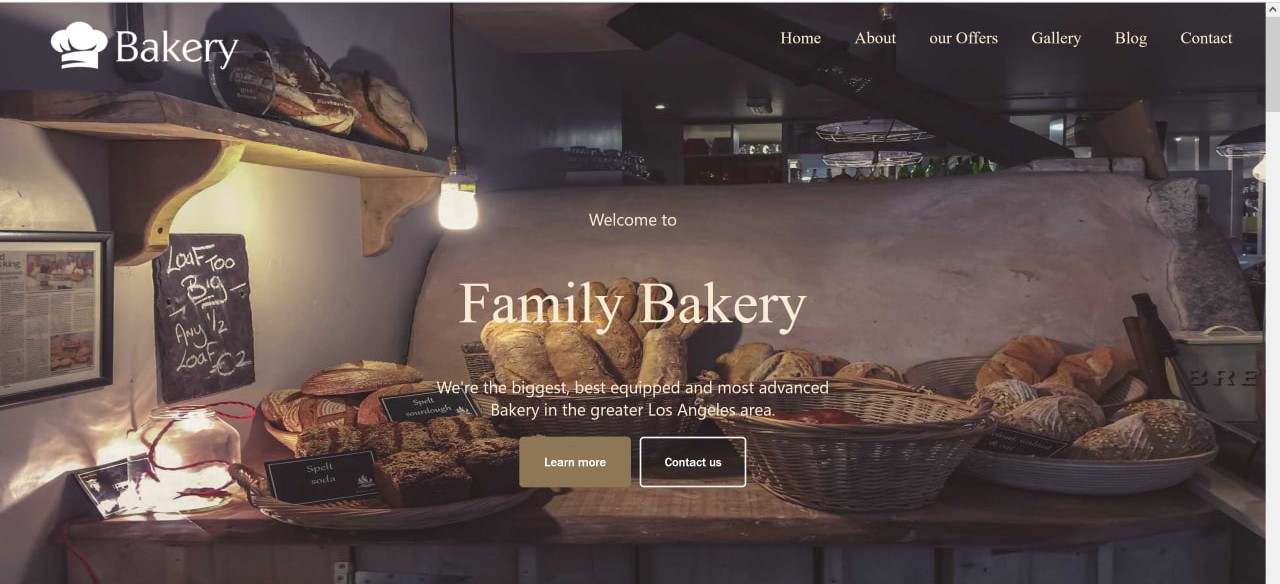 Bakery
Home
About
our Offers
Gallery
Blog
Contact
Welcome to
Family Bakery
We're the biggest, best equipped and most advanced
Bakery in the greater Los Angeles area.
Learn more
Contact us
Loaf Too
Big
Any 1/2
Loaf €2
Spelt
sourdough
Spelt
soda
BRE